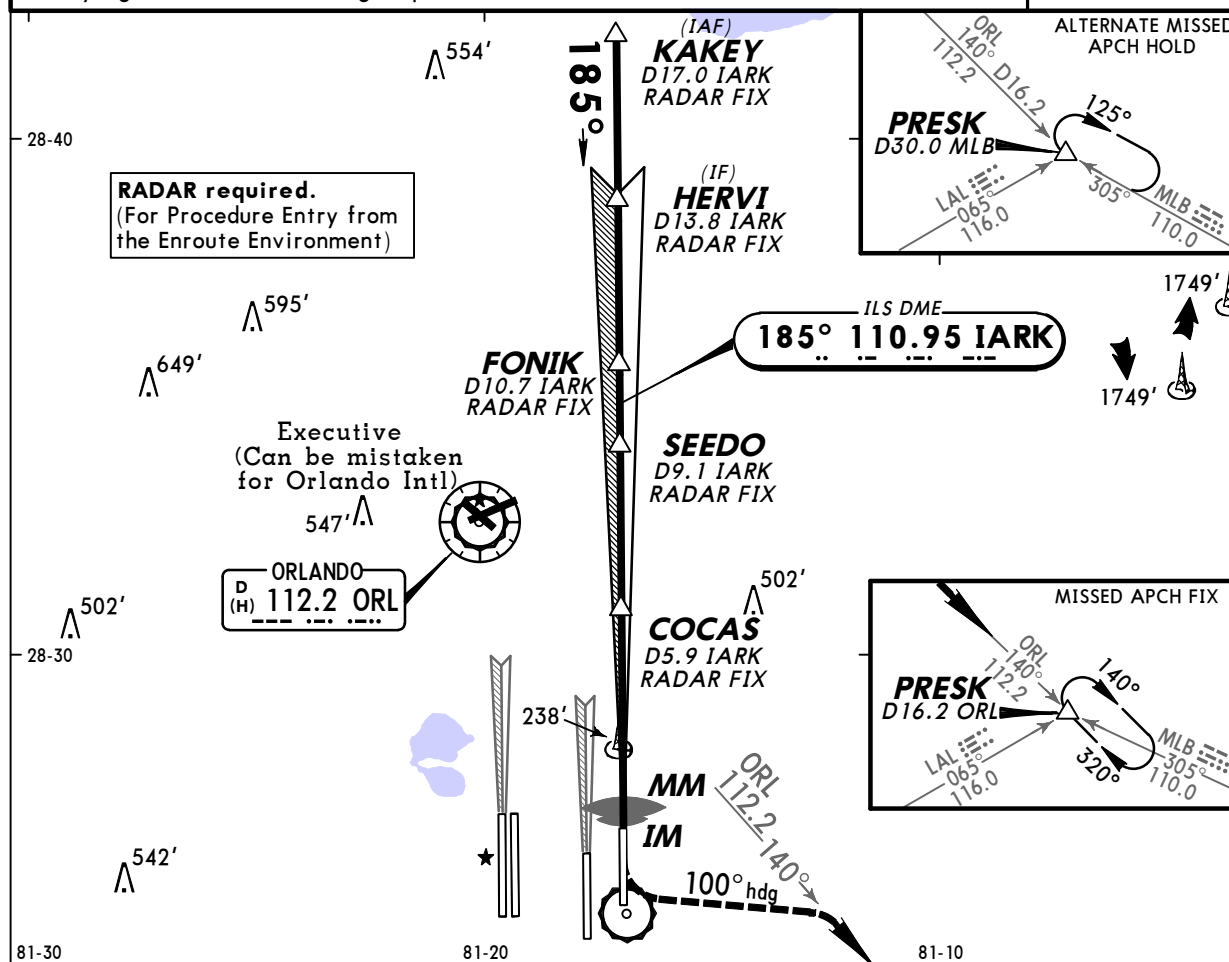 (IAF)
KAKEY
D17.0 IARK
RADAR FIX
185°
554'
ALTERNATE MISSED
APCH HOLD
ORL
140° D16.2
112.2
125°
PRESK
D30.0 MLB
LAL
065°
116.0
305°
MLB
110.0
28-40
RADAR required.
(For Procedure Entry from
the Enroute Environment)
(IF)
HERVI
D13.8 IARK
RADAR FIX
595'
649'
1749'
1749'
ILS DME
185° 110.95 IARK
FONIK
D10.7 IARK
RADAR FIX
Executive
(Can be mistaken
for Orlando Intl)
547'
SEEDO
D9.1 IARK
RADAR FIX
ORLANDO
D
(H) 112.2 ORL
502'
502'
COCAS
D5.9 IARK
RADAR FIX
28-30
MISSED APCH FIX
ORL
140°
112.2
140°
PRESK
D16.2 ORL
LAL
065°
116.0
320°
MLB
305°
110.0
238'
MM
IM
ORL
112.2
140°
542'
100° hdg
81-30
81-20
81-10